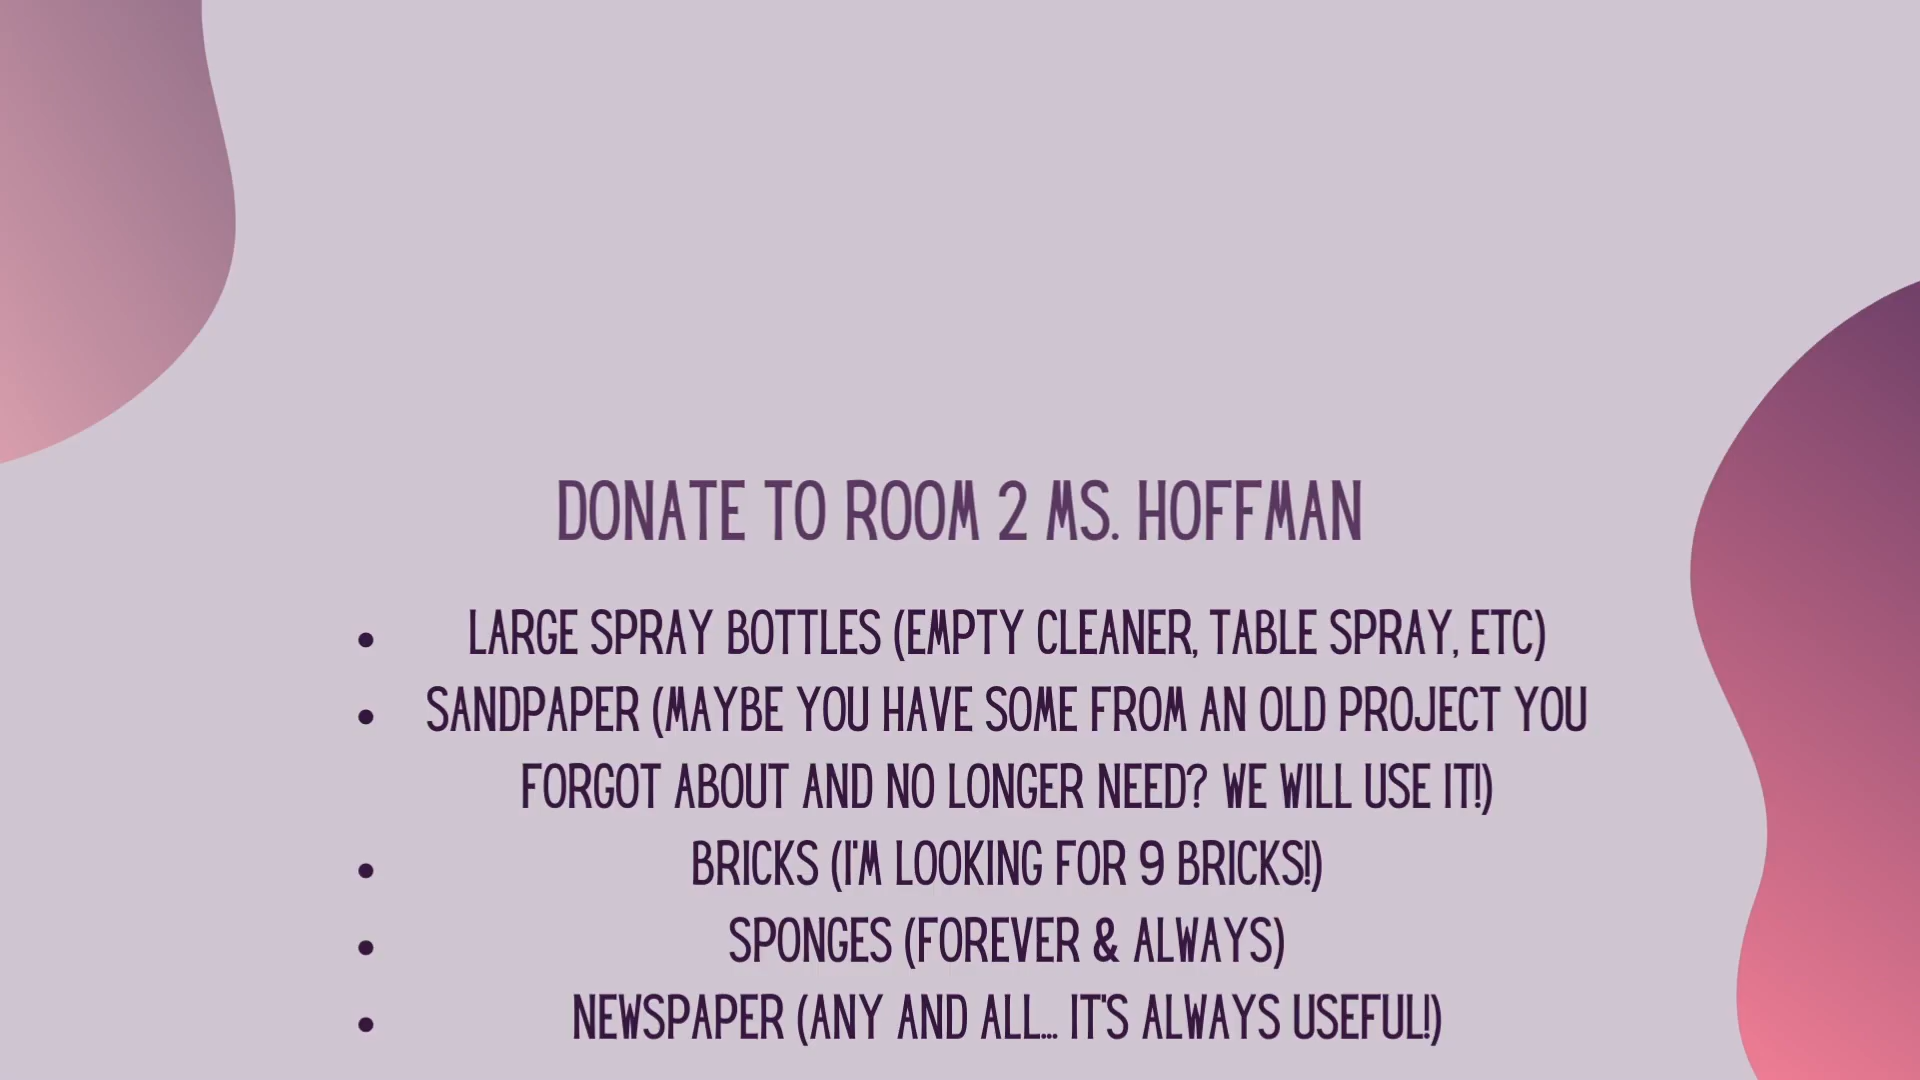 DONATE TO ROOM 2 MS. HOFFMAN
• LARGE SPRAY BOTTLES (EMPTY CLEANER, TABLE SPRAY, ETC)
• SANDPAPER (MAYBE YOU HAVE SOME FROM AN OLD PROJECT YOU
FORGOT ABOUT AND NO LONGER NEED? WE WILL USE IT!)
• BRICKS (I'M LOOKING FOR 9 BRICKS!)
• SPONGES (FOREVER & ALWAYS)
• NEWSPAPER (ANY AND ALL... IT'S ALWAYS USEFUL!)